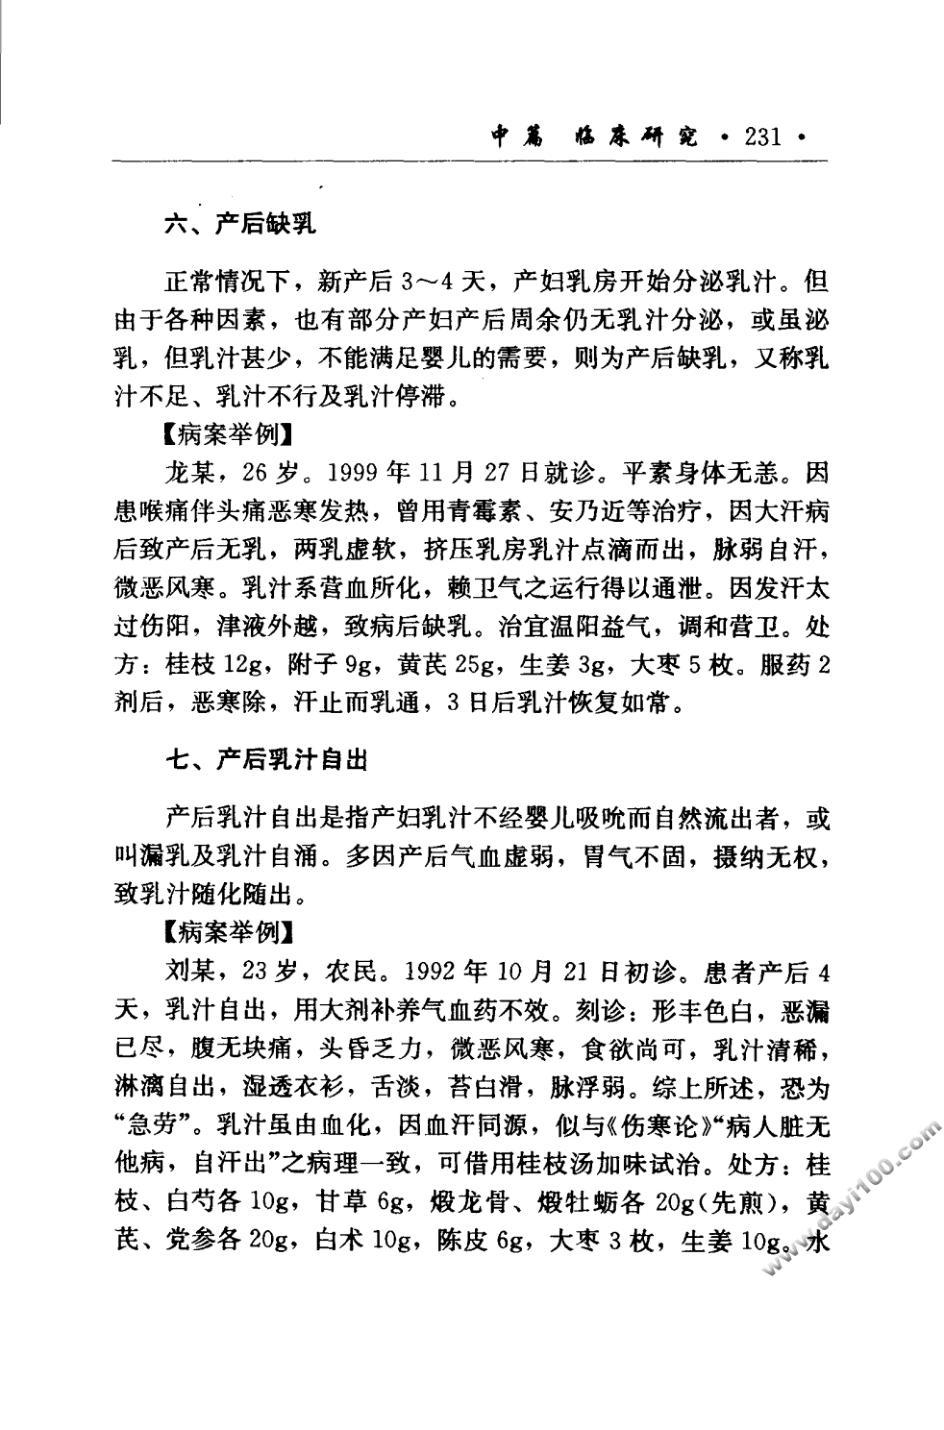 中篇 临床研究 · 231 ·
六、产后缺乳
正常情况下，新产后 3～4 天，产妇乳房开始分泌乳汁。但
由于各种因素，也有部分产妇产后周余仍无乳汁分泌，或虽泌
乳，但乳汁甚少，不能满足婴儿的需要，则为产后缺乳，又称乳
汁不足、乳汁不行及乳汁停滞。
【病案举例】
龙某，26 岁。1999 年 11 月 27 日就诊。平素身体无恙。因
患喉痛伴头痛恶寒发热，曾用青霉素、安乃近等治疗，因大汗病
后致产后无乳，两乳虚软，挤压乳房乳汁点滴而出，脉弱自汗，
微恶风寒。乳汁系营血所化，赖卫气之运行得以通泄。因发汗太
过伤阳，津液外越，致病后缺乳。治宜温阳益气，调和营卫。处
方：桂枝 12g，附子 9g，黄芪 25g，生姜 3g，大枣 5 枚。服药 2
剂后，恶寒除，汗止而乳通，3 日后乳汁恢复如常。
七、产后乳汁自出
产后乳汁自出是指产妇乳汁不经婴儿吸吮而自然流出者，或
叫漏乳及乳汁自涌。多因产后气血虚弱，胃气不固，摄纳无权，
致乳汁随化随出。
【病案举例】
刘某，23 岁，农民。1992 年 10 月 21 日初诊。患者产后 4
天，乳汁自出，用大剂补养气血药不效。刻诊：形丰色白，恶漏
已尽，腹无块痛，头昏乏力，微恶风寒，食欲尚可，乳汁清稀，
淋漓自出，湿透衣衫，舌淡，苔白滑，脉浮弱。综上所述，恐为
“急劳”。乳汁虽由血化，因血汗同源，似与《伤寒论》“病人脏无
他病，自汗出”之病理一致，可借用桂枝汤加味试治。处方：桂
枝、白芍各 10g，甘草 6g，煅龙骨、煅牡蛎各 20g（先煎），黄
芪、党参各 20g，白术 10g，陈皮 6g，大枣 3 枚，生姜 10g。水
www.dayi100.com